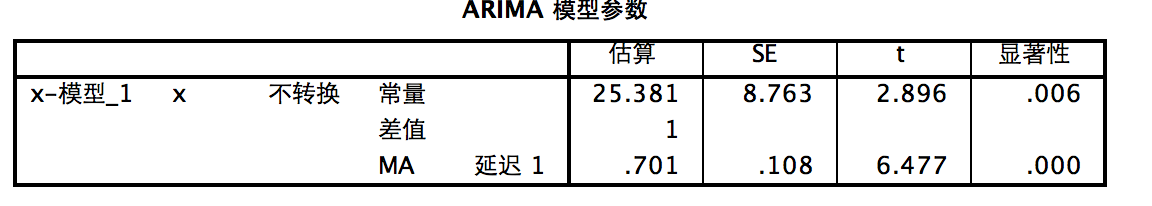 ARIMA 模型参数
估算 SE t 显著性
x-模型_1 x 不转换 常量 25.381 8.763 2.896 .006
差值 1
MA 延迟 1 .701 .108 6.477 .000